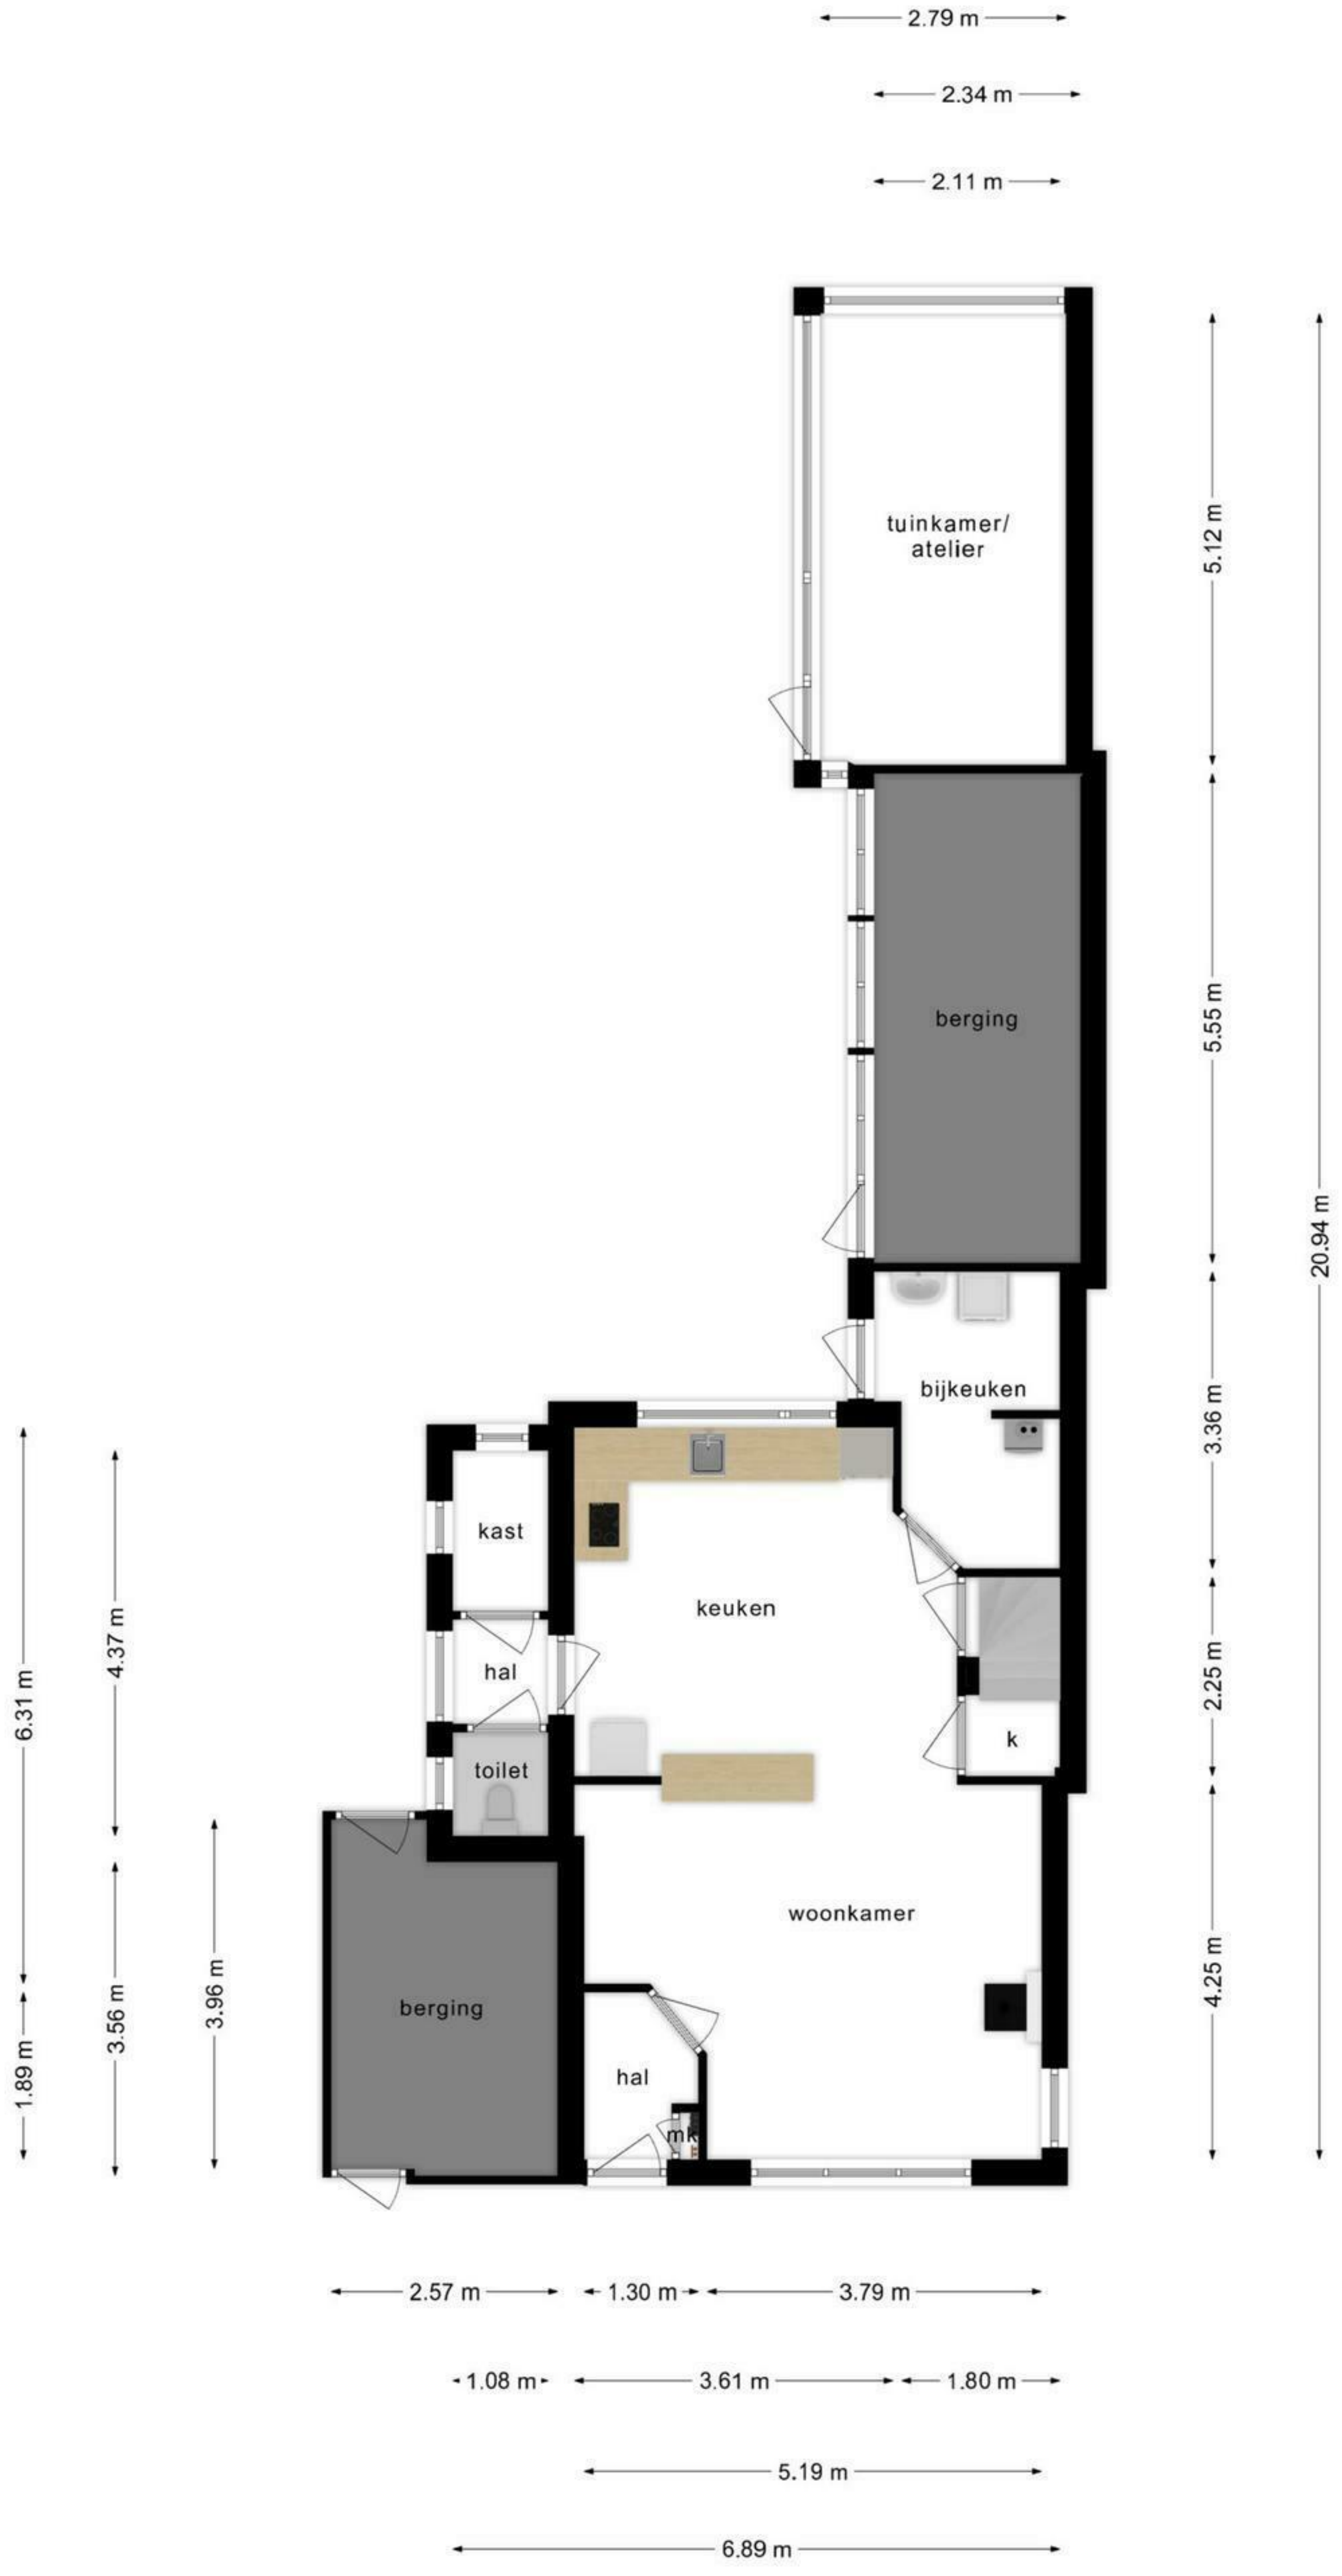 2.79 m
2.34 m
2.11 m
tuinkamer/
atelier
5.12 m
berging
5.55 m
20.94 m
bijkeuken
3.36 m
kast
keuken
hal
4.37 m
6.31 m
2.25 m
k
toilet
woonkamer
4.25 m
berging
3.96 m
3.56 m
1.89 m
hal
mk
2.57 m
1.30 m
3.79 m
1.08 m
3.61 m
1.80 m
5.19 m
6.89 m